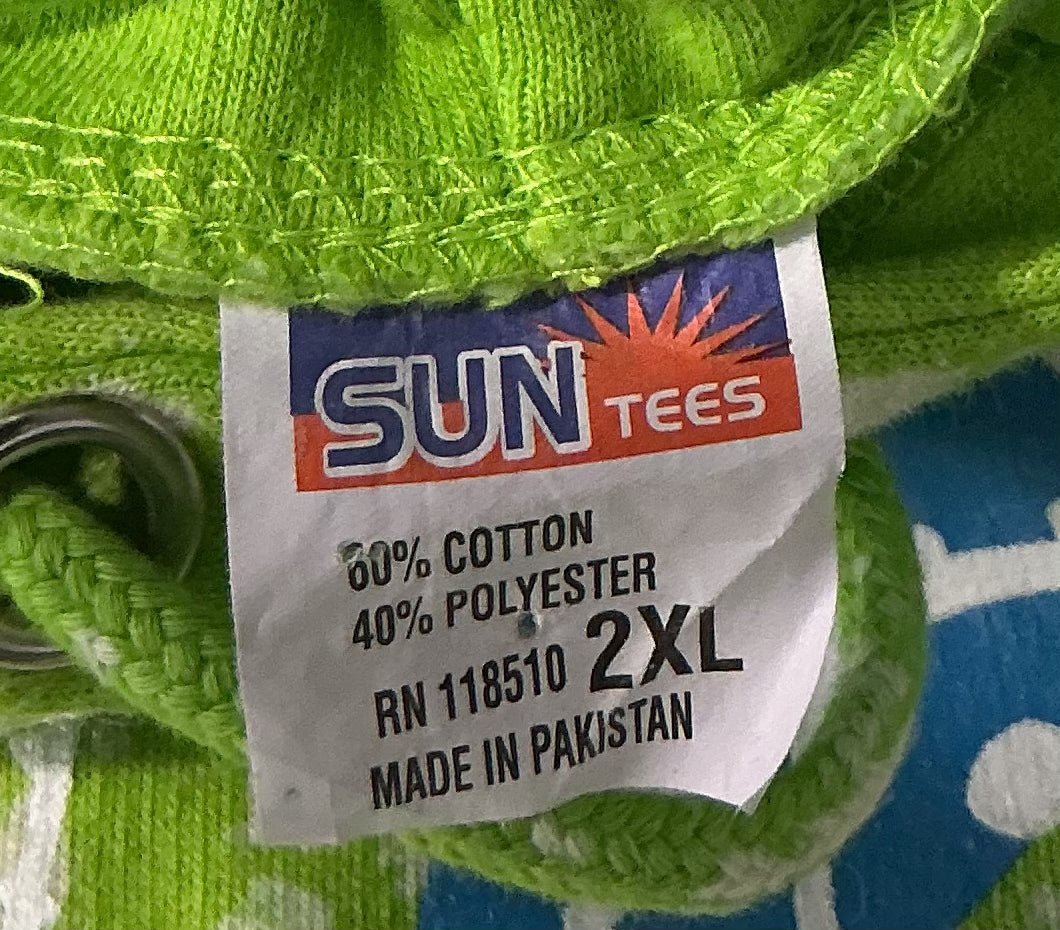 SUN TEES
60% COTTON
40% POLYESTER
RN 118510 2XL
MADE IN PAKISTAN